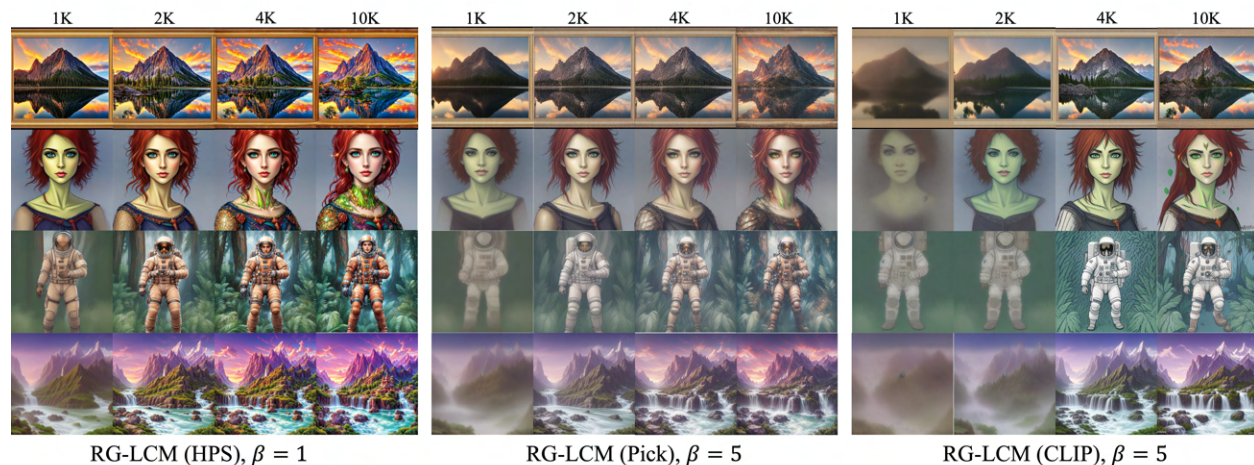 1K 2K 4K 10K 1K 2K 4K 10K 1K 2K 4K 10K
RG-LCM (HPS), β = 1 RG-LCM (Pick), β = 5 RG-LCM (CLIP), β = 5